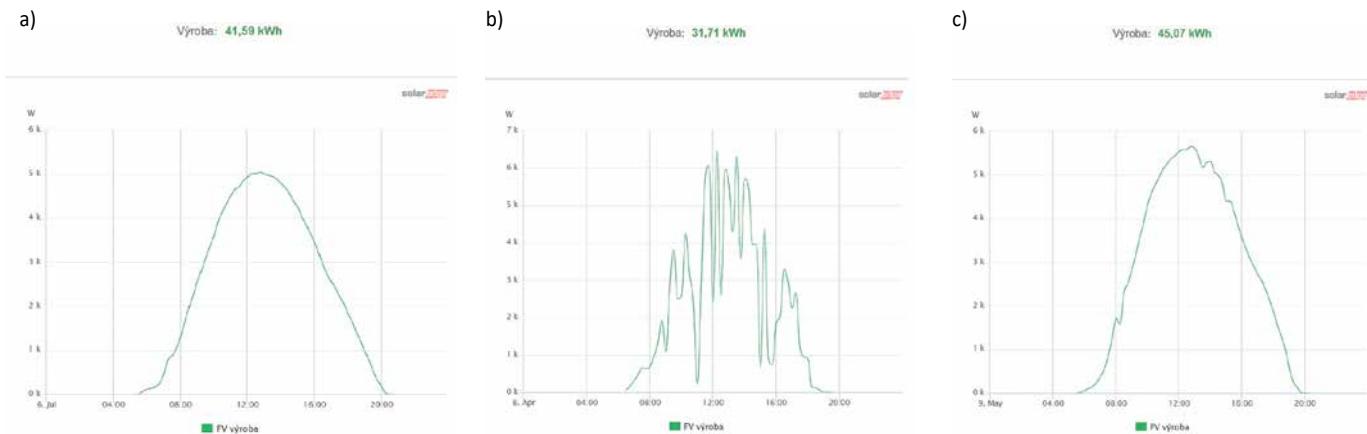 a)
Výroba: 41,59 kWh
solar
W
6 k
5 k
4 k
3 k
2 k
1 k
0 k
6. Jul
04:00
08:00
12:00
16:00
20:00
FV výroba
b)
Výroba: 31,71 kWh
solar
W
7 k
6 k
5 k
4 k
3 k
2 k
1 k
0 k
Apr
04:00
08:00
12:00
16:00
20:00
FV výroba
c)
Výroba: 45,07 kWh
solar
W
6 k
5 k
4 k
3 k
2 k
1 k
0 k
9. May
04:00
08:00
12:00
16:00
20:00
FV výroba